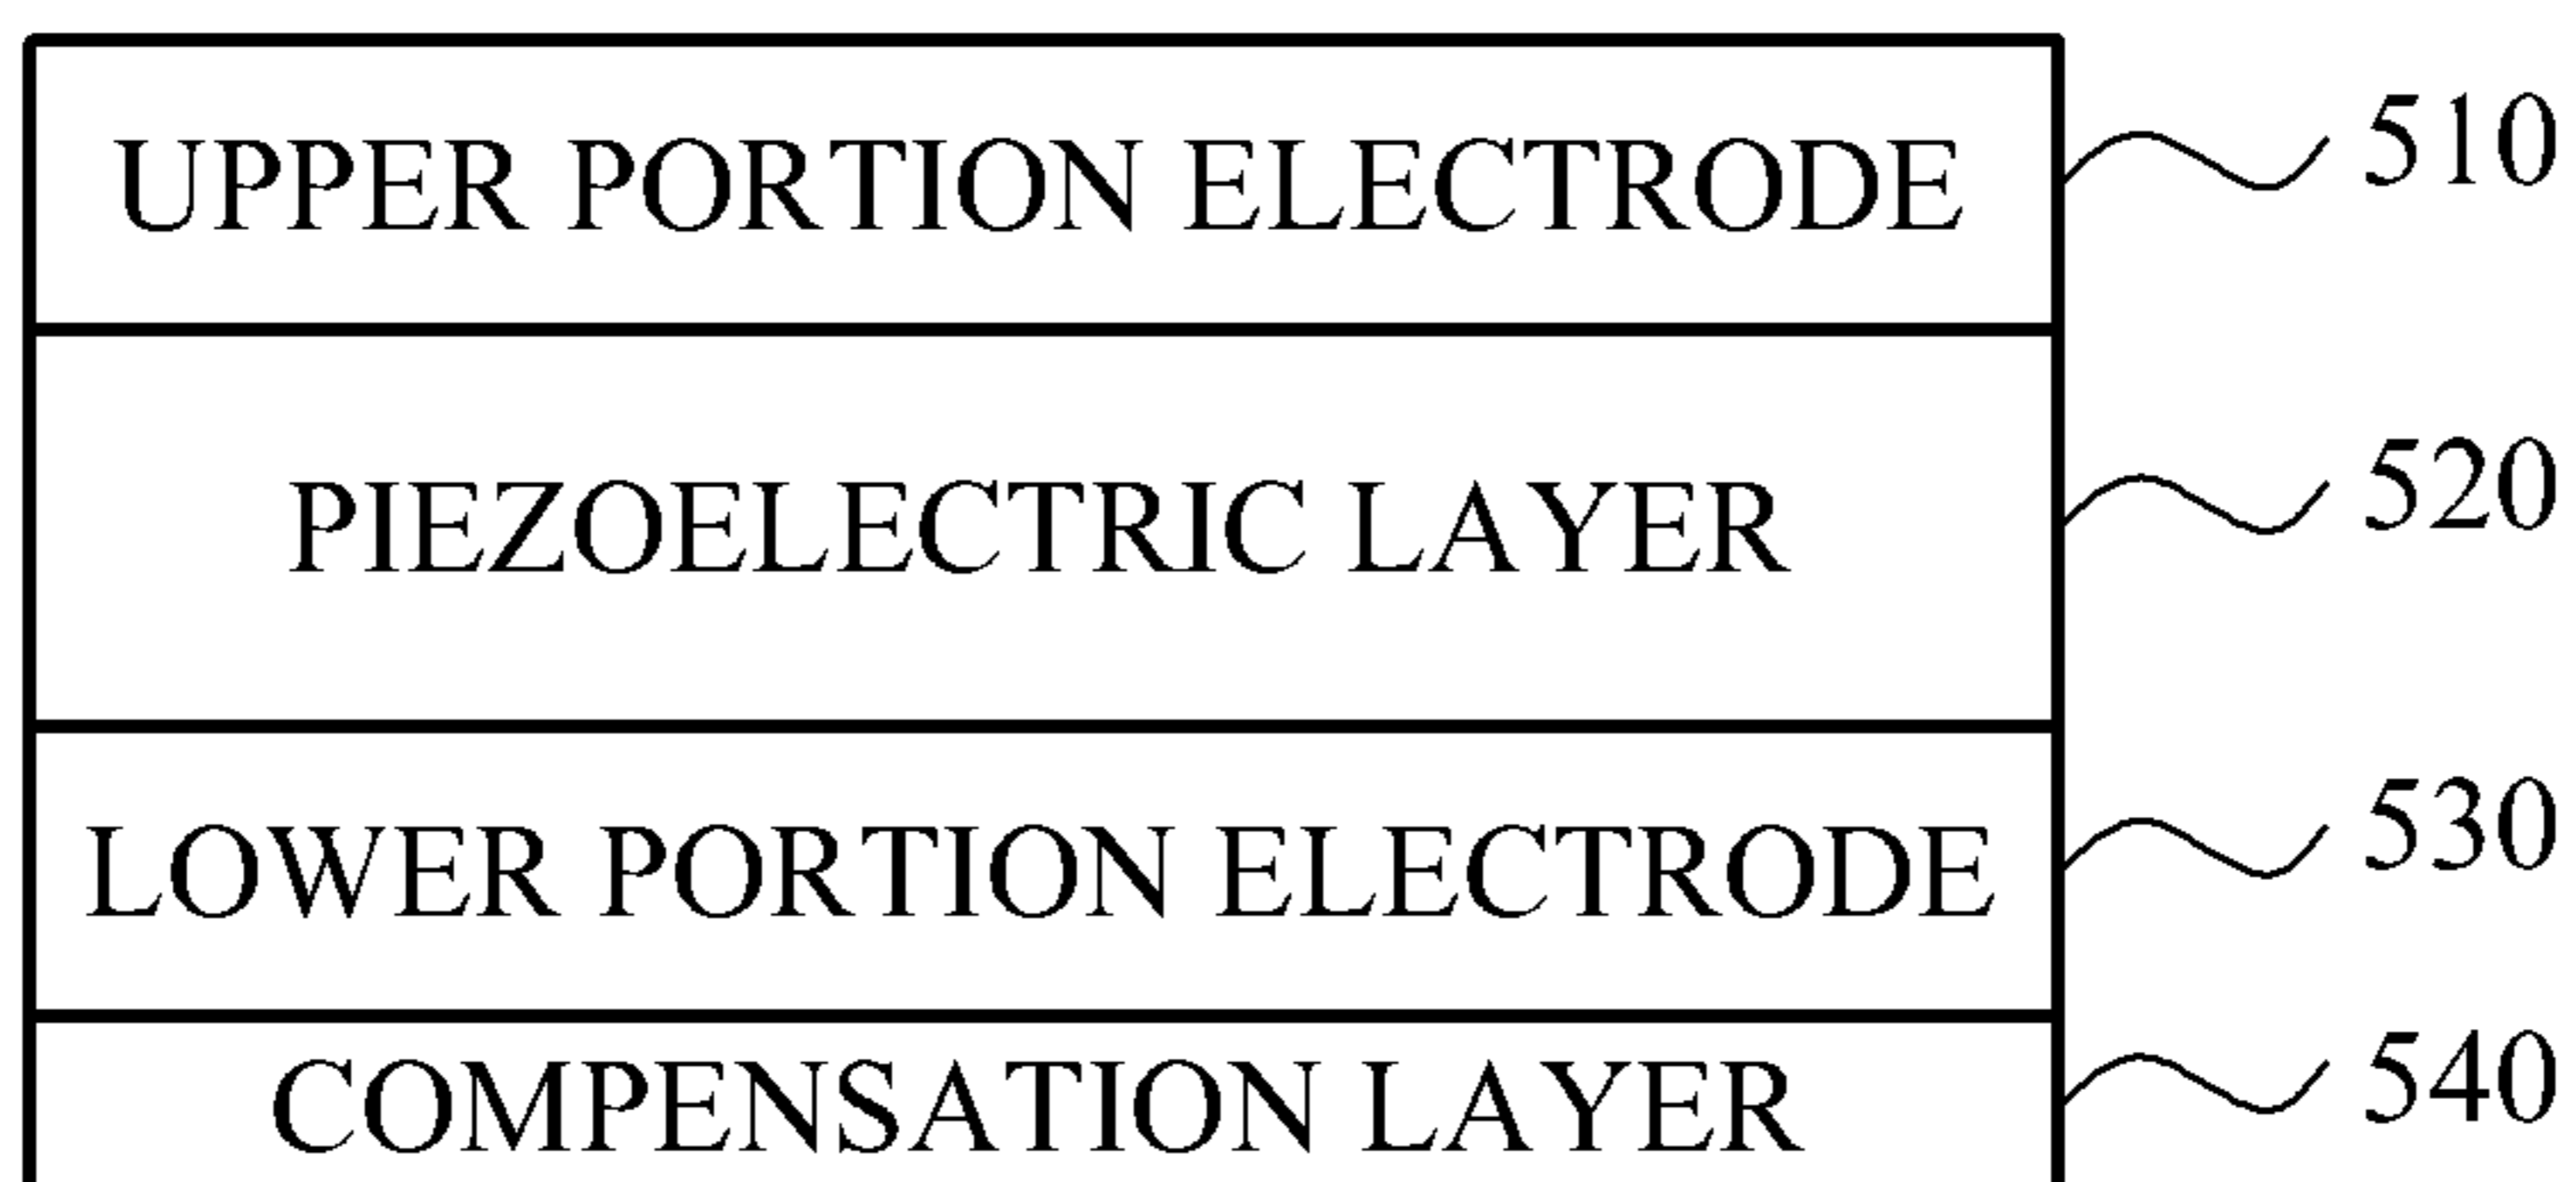 UPPER PORTION ELECTRODE 510
PIEZOELECTRIC LAYER 520
LOWER PORTION ELECTRODE 530
COMPENSATION LAYER 540